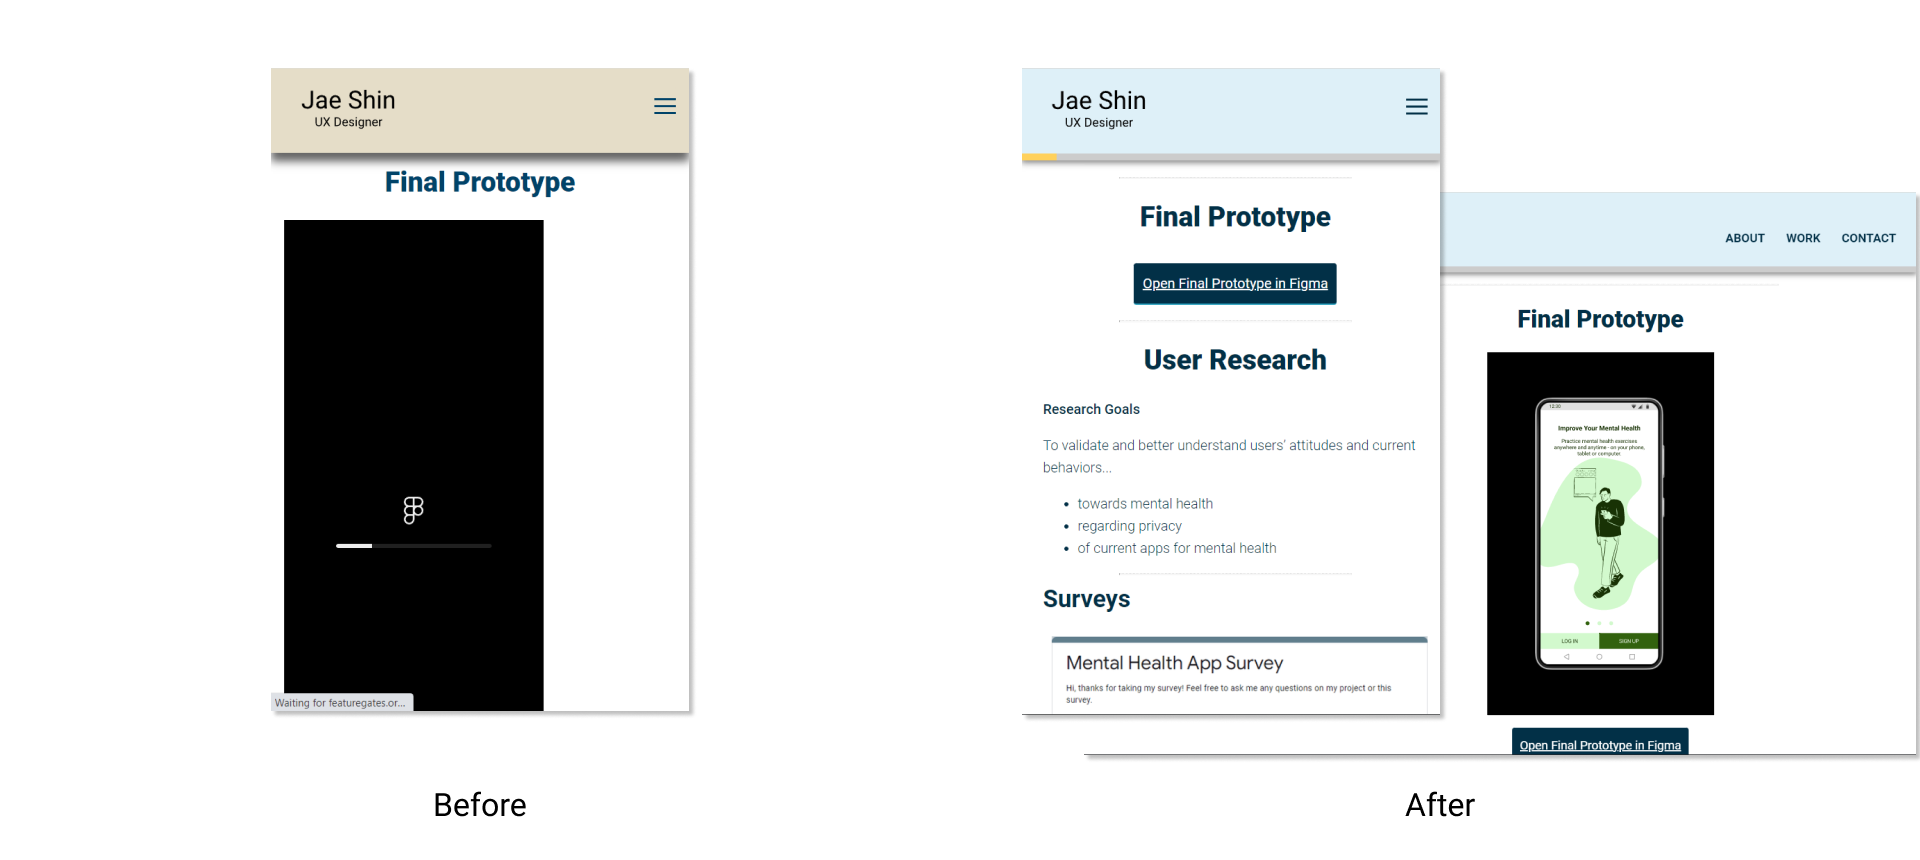 Jae Shin
UX Designer
Final Prototype
Waiting for featuregates.or...
Before
Jae Shin
UX Designer
Final Prototype
Open Final Prototype in Figma
User Research
Research Goals
To validate and better understand users' attitudes and current
behaviors...
• towards mental health
• regarding privacy
• of current apps for mental health
Surveys
Mental Health App Survey
Hi, thanks for taking my survey! Feel free to ask me any questions on my project or this
survey.
ABOUT WORK CONTACT
Final Prototype
12:30
Improve Your Mental Health
Practice mental health exercises
anywhere and anytime - on your phone,
tablet or computer.
LOG IN SIGN UP
Open Final Prototype in Figma
After